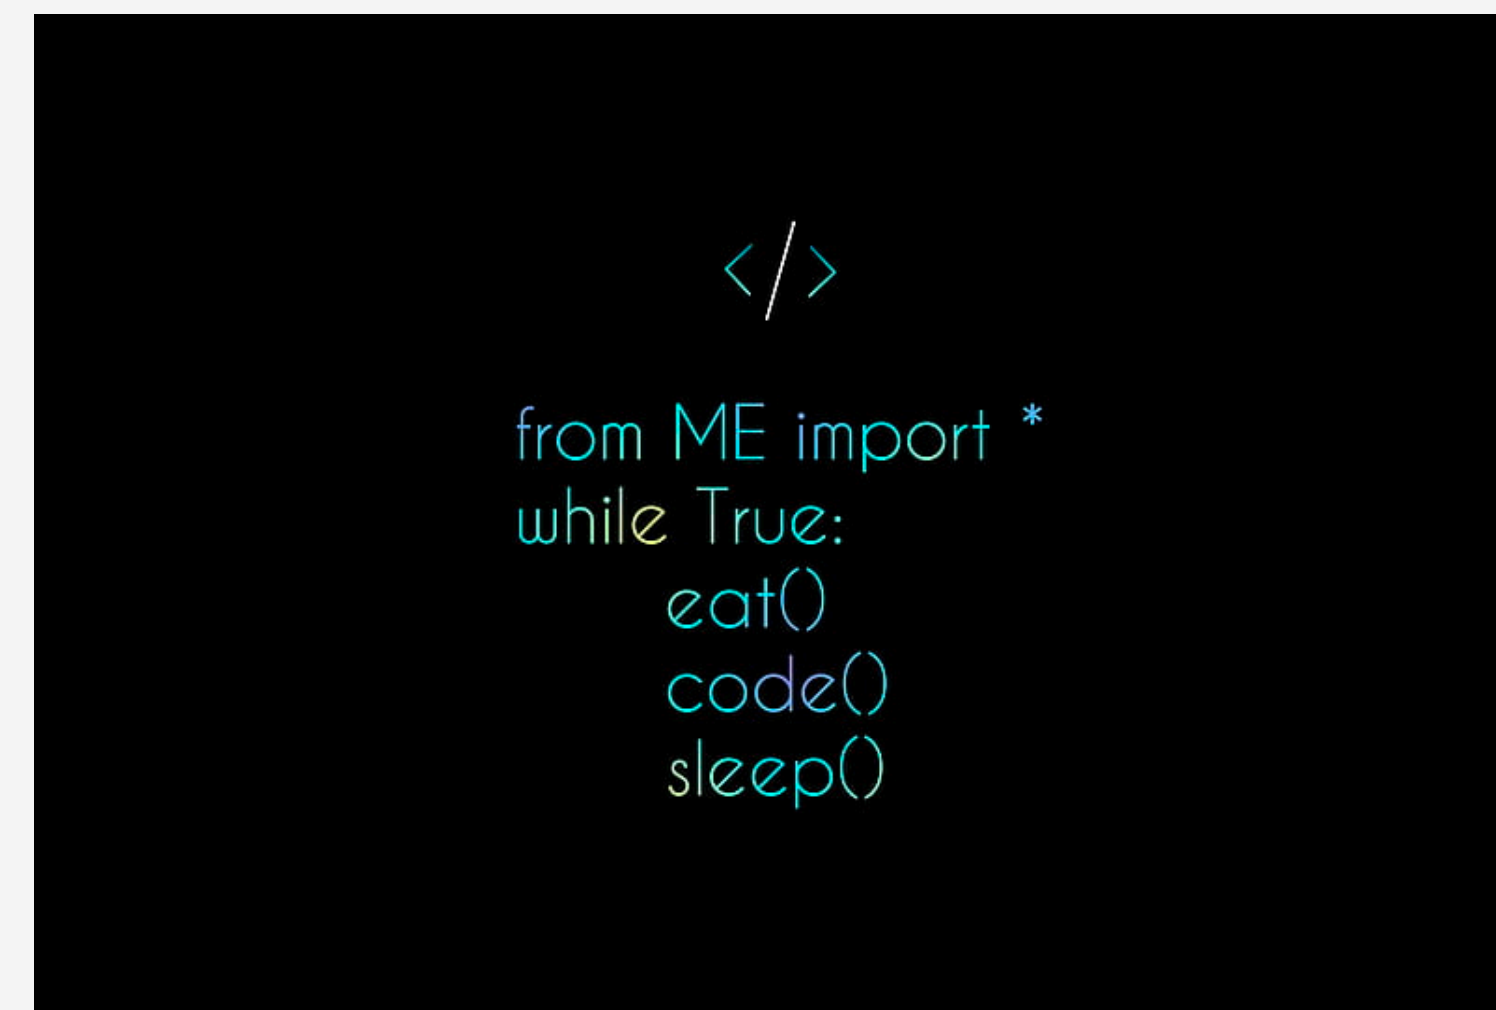 </>
from ME import *
while True:
eat()
code()
sleep()